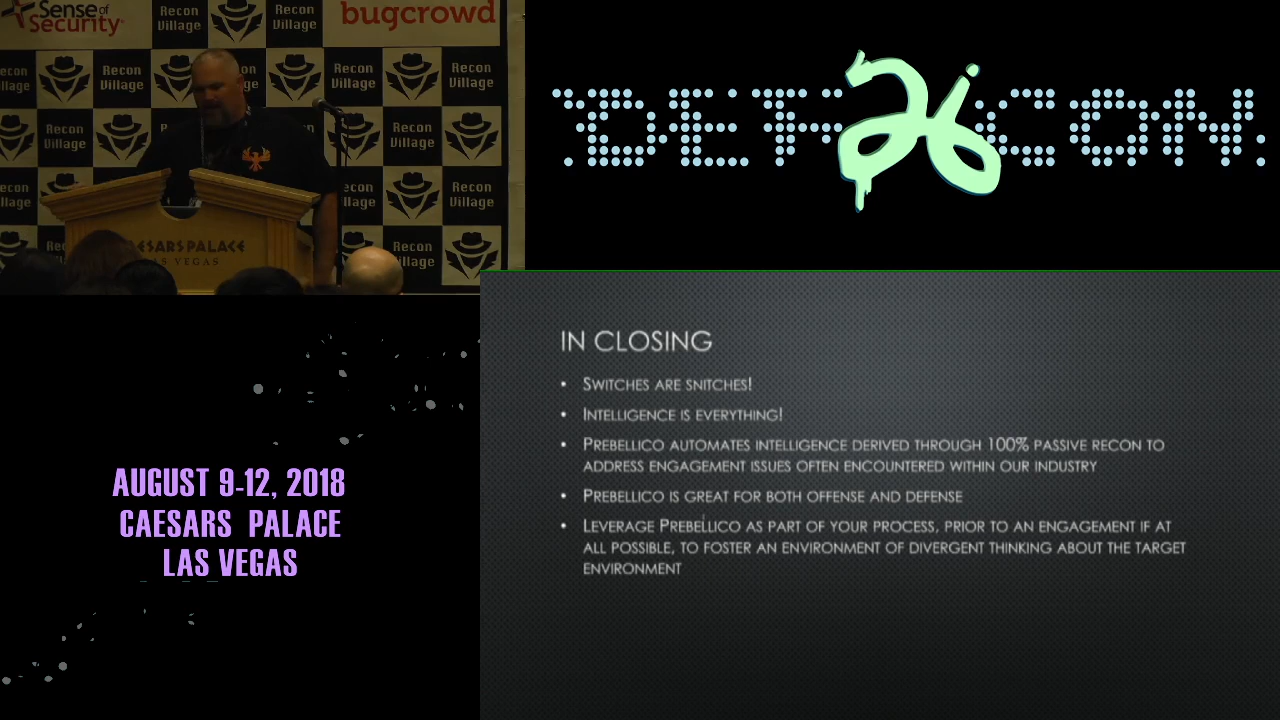 Sense of
Security
bugcrowd
Recon
Village
Recon
Village
Recon
Village
Recon
Village
Recon
Village
Recon
Village
Recon
Village
Recon
Village
Recon
Village
CAESARS PALACE
LAS VEGAS
DEF 26 CON
AUGUST 9-12, 2018
CAESARS PALACE
LAS VEGAS
IN CLOSING
• SWITCHES ARE SNITCHES!
• INTELLIGENCE IS EVERYTHING!
• PREBELLICO AUTOMATES INTELLIGENCE DERIVED THROUGH 100% PASSIVE RECON TO
ADDRESS ENGAGEMENT ISSUES OFTEN ENCOUNTERED WITHIN OUR INDUSTRY
• PREBELLICO IS GREAT FOR BOTH OFFENSE AND DEFENSE
• LEVERAGE PREBELLICO AS PART OF YOUR PROCESS, PRIOR TO AN ENGAGEMENT IF AT
ALL POSSIBLE, TO FOSTER AN ENVIRONMENT OF DIVERGENT THINKING ABOUT THE TARGET
ENVIRONMENT